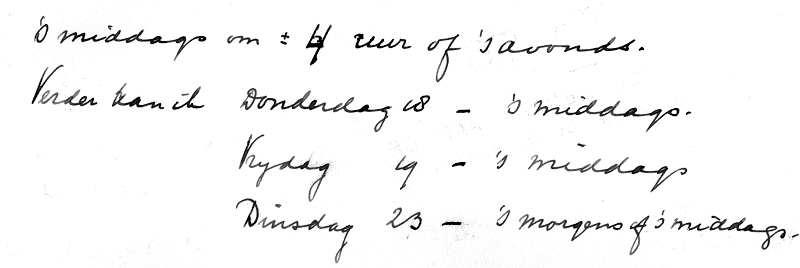 's middags om ± 4 uur of 's avonds.
Verder kan ik Donderdag 18 – 's middags.
Vrydag 19 – 's middags
Dinsdag 23 – 's morgens of 's middags.